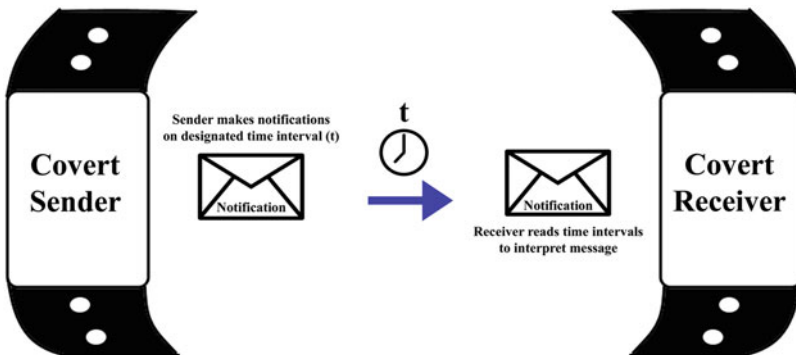 Covert
Sender
Sender makes notifications
on designated time interval (t)
Notification
t
Notification
Receiver reads time intervals
to interpret message
Covert
Receiver